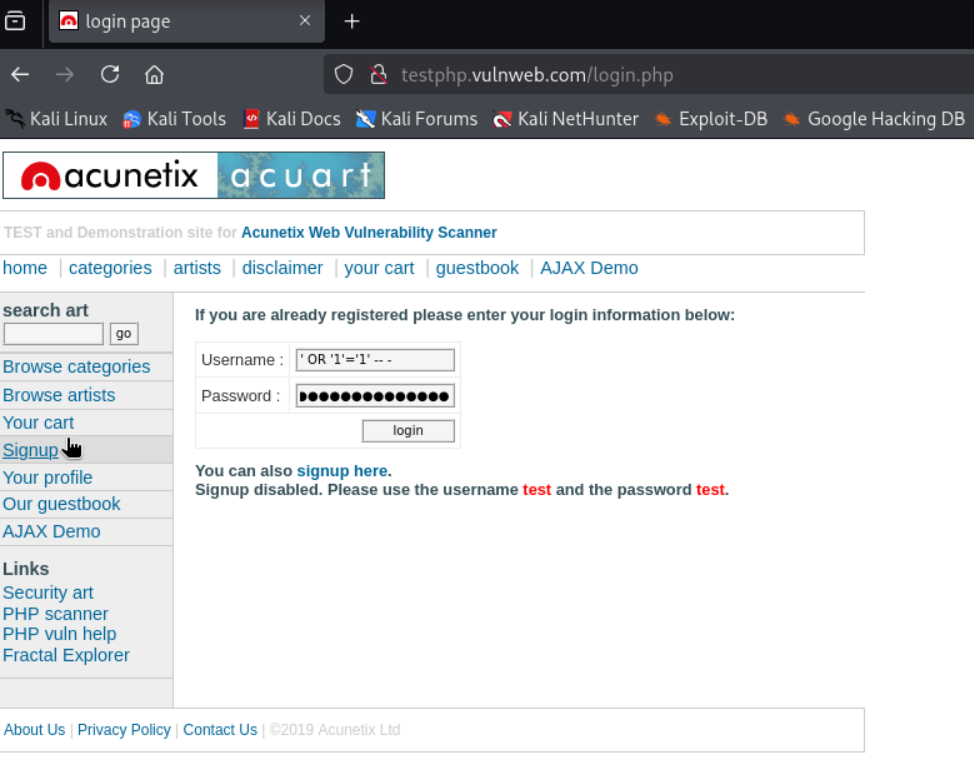 login page
testphp.vulnweb.com/login.php
Kali Linux Kali Tools Kali Docs Kali Forums Kali NetHunter Exploit-DB Google Hacking DB
acunetix acuart
TEST and Demonstration site for Acunetix Web Vulnerability Scanner
home | categories | artists | disclaimer | your cart | guestbook | AJAX Demo
search art
go
Browse categories
Browse artists
Your cart
Signup
Your profile
Our guestbook
AJAX Demo
Links
Security art
PHP scanner
PHP vuln help
Fractal Explorer
If you are already registered please enter your login information below:
Username : ' OR '1'='1' -- -
Password : ●●●●●●●●●●●●●●
login
You can also signup here.
Signup disabled. Please use the username test and the password test.
About Us | Privacy Policy | Contact Us | ©2019 Acunetix Ltd